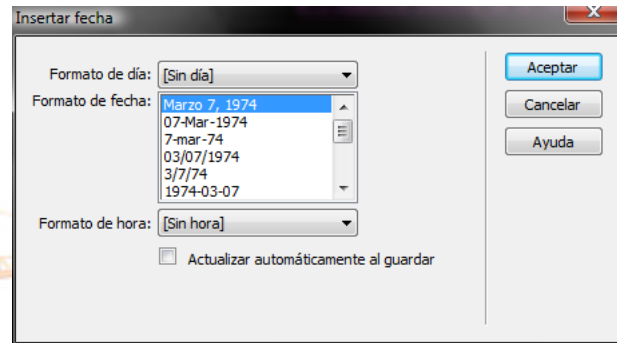 Insertar fecha
Formato de día: [Sin día]
Formato de fecha: Marzo 7, 1974
07-Mar-1974
7-mar-74
03/07/1974
3/7/74
1974-03-07
Formato de hora: [Sin hora]
Actualizar automáticamente al guardar
Aceptar
Cancelar
Ayuda